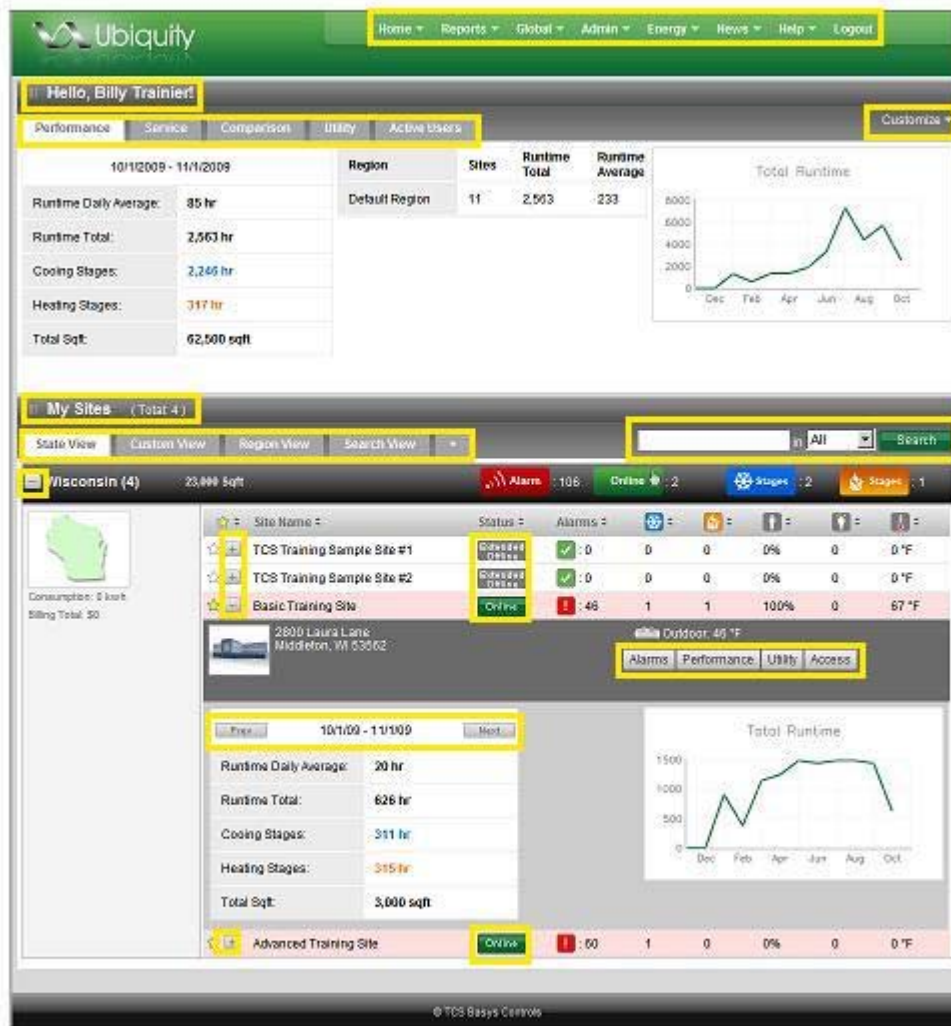 Ubiquity
Home Reports Global Admin Energy News Help Logout
Hello, Billy Trainier!
Performance Service Comparison Utility Active Users
Customize
10/1/2009 - 11/1/2009
Runtime Daily Average: 85 hr
Runtime Total: 2,563 hr
Cooing Stages: 2,246 hr
Heating Stages: 317 hr
Total Sqft: 62,500 sqft
Region Sites Runtime Total Runtime Average
Default Region 11 2,563 233
Total Runtime
8000
6000
4000
2000
0
Dec Feb Apr Jun Aug Oct
My Sites (Total: 4)
State View Custom View Region View Search View +
in All Search
Wisconsin (4) 23,000 Sqft Alarm : 106 Online : 2 Stages : 2 Stages : 1
Consumption: 0 kwh
Billing Total: $0
Site Name Status Alarms
TCS Training Sample Site #1 Extended Offline : 0 0 0 0% 0 0 °F
TCS Training Sample Site #2 Extended Offline : 0 0 0 0% 0 0 °F
Basic Training Site Online : 46 1 1 100% 0 67 °F
2800 Laura Lane
Middleton, WI 53562
Outdoor: 46 °F
Alarms Performance Utility Access
Prev 10/1/09 - 11/1/09 Next
Runtime Daily Average: 20 hr
Runtime Total: 626 hr
Cooing Stages: 311 hr
Heating Stages: 315 hr
Total Sqft: 3,000 sqft
Total Runtime
1500
1000
500
0
Dec Feb Apr Jun Aug Oct
Advanced Training Site Online : 60 1 0 0% 0 0 °F
© TCS Basys Controls